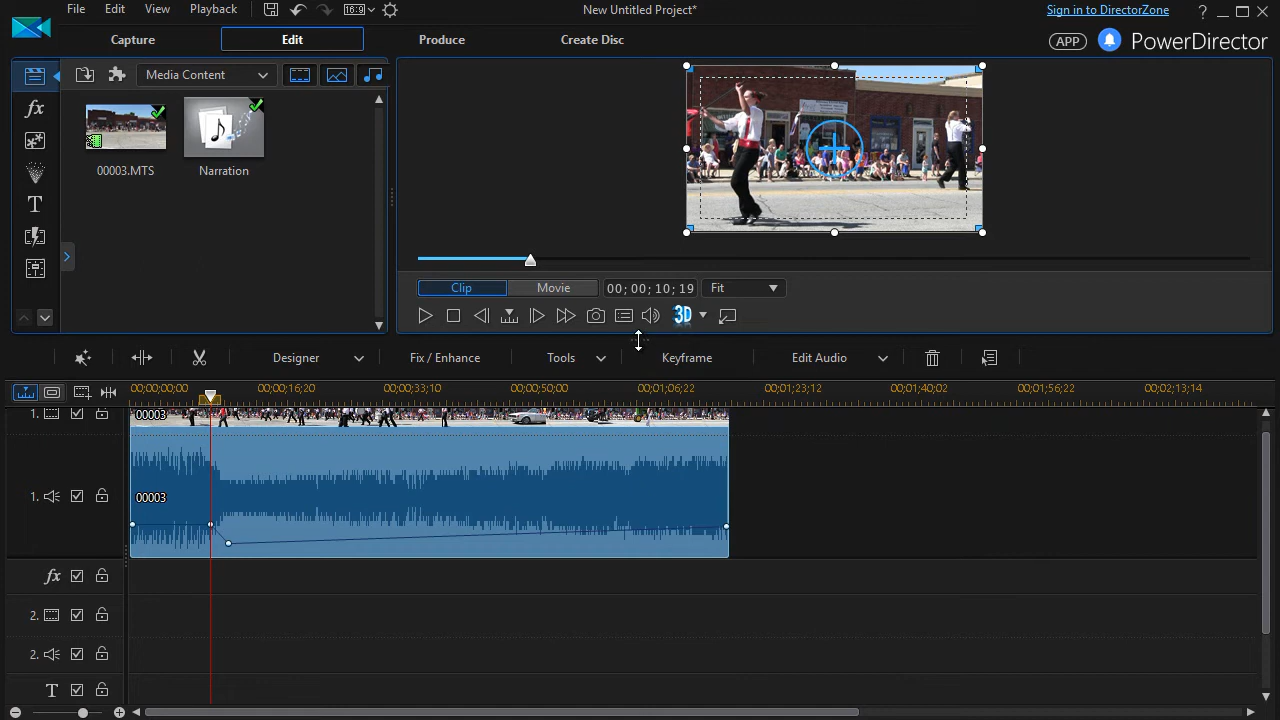 File Edit View Playback 16:9 New Untitled Project* Sign in to DirectorZone ?
Capture Edit Produce Create Disc APP PowerDirector
Media Content
00003.MTS Narration
fx
T
Clip Movie 00; 00; 10; 19 Fit
3D
Designer Fix / Enhance Tools Keyframe Edit Audio
00;00;00;00 00;00;16;20 00;00;33;10 00;00;50;00 00;01;06;22 00;01;23;12 00;01;40;02 00;01;56;22 00;02;13;14
1. 00003
1. 00003
fx
2.
2.
T